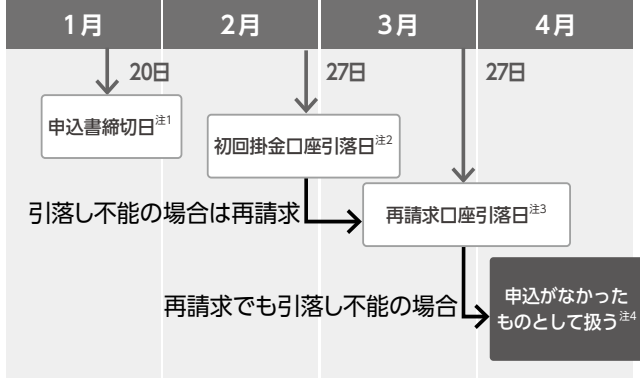 1月 2月 3月 4月
20日 27日 27日
申込書締切日注1
初回掛金口座引落日注2
引落し不能の場合は再請求
再請求口座引落日注3
再請求でも引落し不能の場合
申込がなかった
ものとして扱う注4